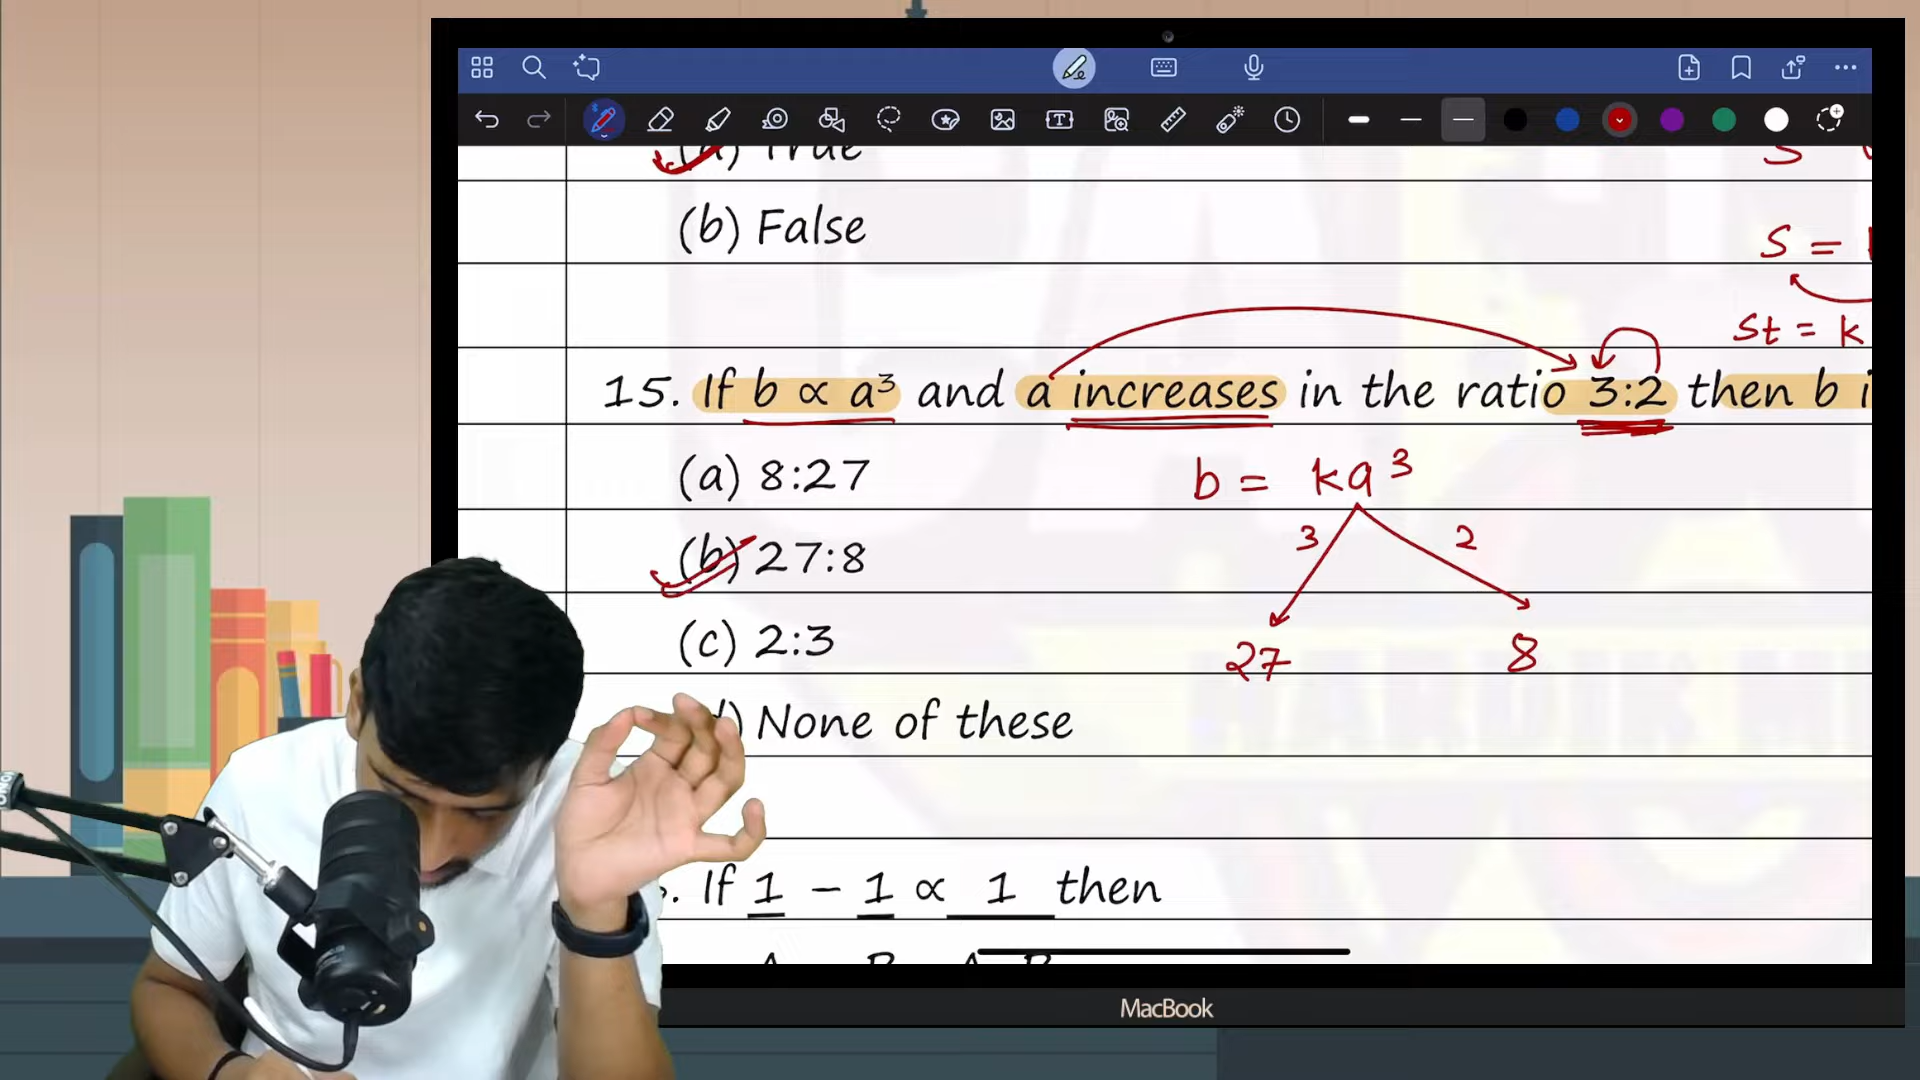 (a) True
S
(b) False
S =
St = k
15. If b ∝ a³ and a increases in the ratio 3:2 then b i
(a) 8:27
b = ka³
3 2
(b) 27:8
(c) 2:3
27 8
d) None of these
. If 1 − 1 ∝ 1 then
A B A B
MacBook